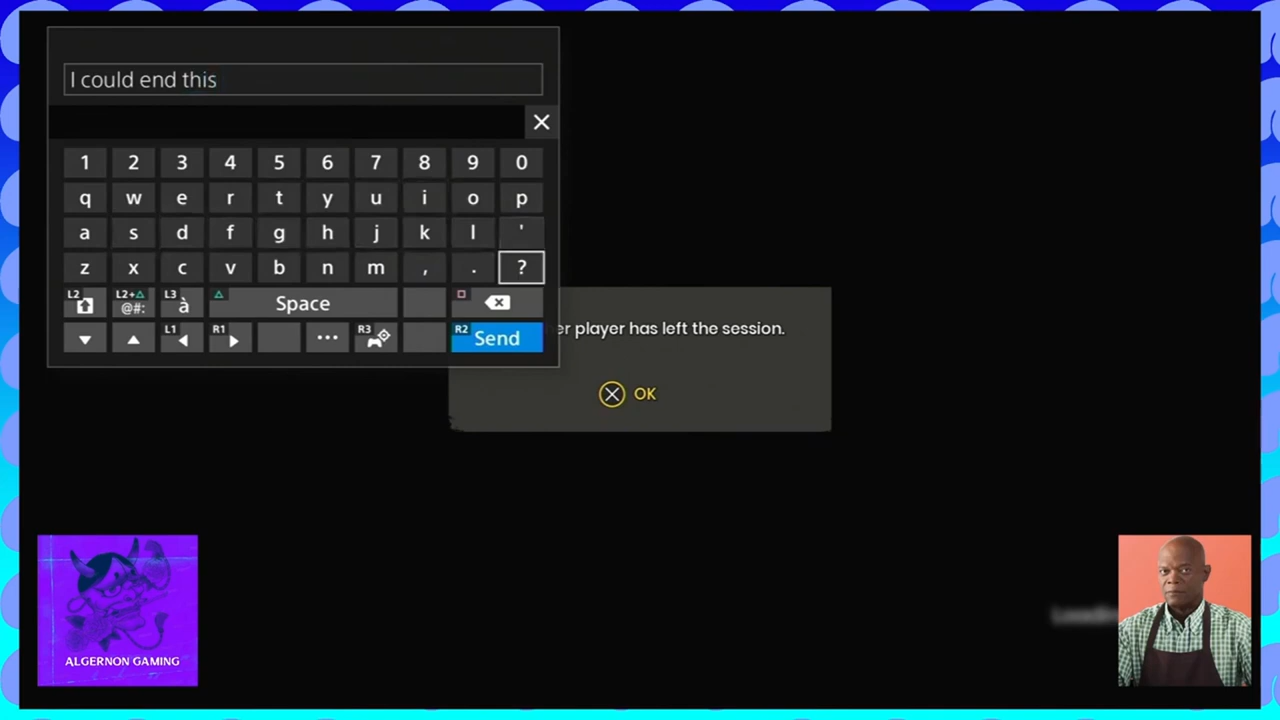 I could end this
1 2 3 4 5 6 7 8 9 0
q w e r t y u i o p
a s d f g h j k l '
z x c v b n m , . ?
L2 L2+△ @#: L3 à △ Space
L1 R1 ... R3 R2 Send
player has left the session.
OK
ALGERNON GAMING